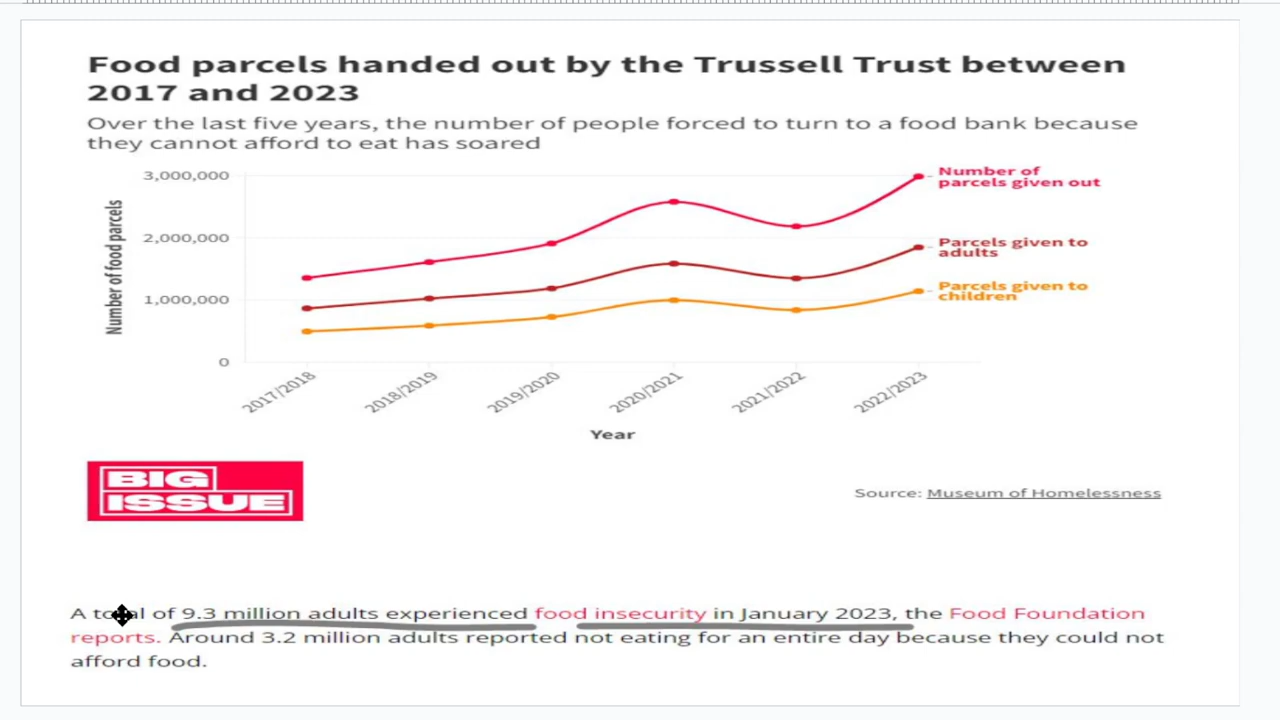 Food parcels handed out by the Trussell Trust between
2017 and 2023
Over the last five years, the number of people forced to turn to a food bank because
they cannot afford to eat has soared
Number of food parcels
3,000,000
2,000,000
1,000,000
0
Number of
parcels given out
Parcels given to
adults
Parcels given to
children
2017/2018
2018/2019
2019/2020
2020/2021
2021/2022
2022/2023
Year
BIG
ISSUE
Source: Museum of Homelessness
A total of 9.3 million adults experienced food insecurity in January 2023, the Food Foundation
reports. Around 3.2 million adults reported not eating for an entire day because they could not
afford food.